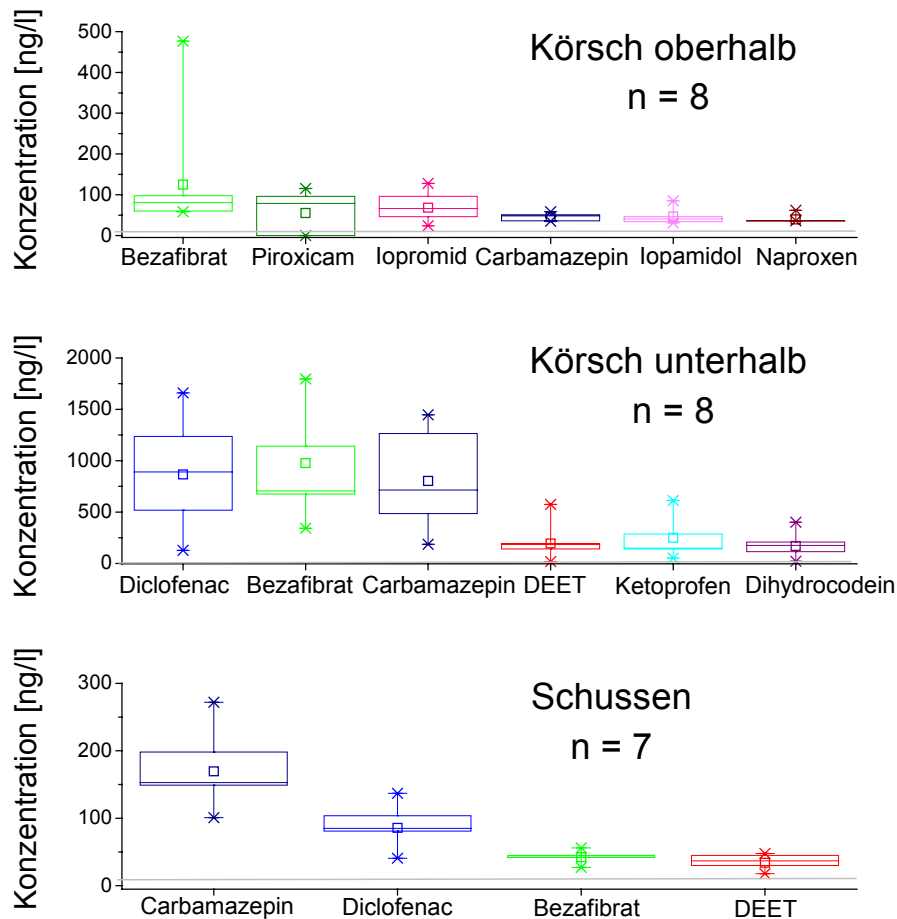 Körsch oberhalb
n = 8
Konzentration [ng/l]
500
400
300
200
100
0
Bezafibrat Piroxicam Iopromid Carbamazepin Iopamidol Naproxen
Körsch unterhalb
n = 8
Konzentration [ng/l]
2000
1500
1000
500
0
Diclofenac Bezafibrat Carbamazepin DEET Ketoprofen Dihydrocodein
Schussen
n = 7
Konzentration [ng/l]
300
200
100
0
Carbamazepin Diclofenac Bezafibrat DEET